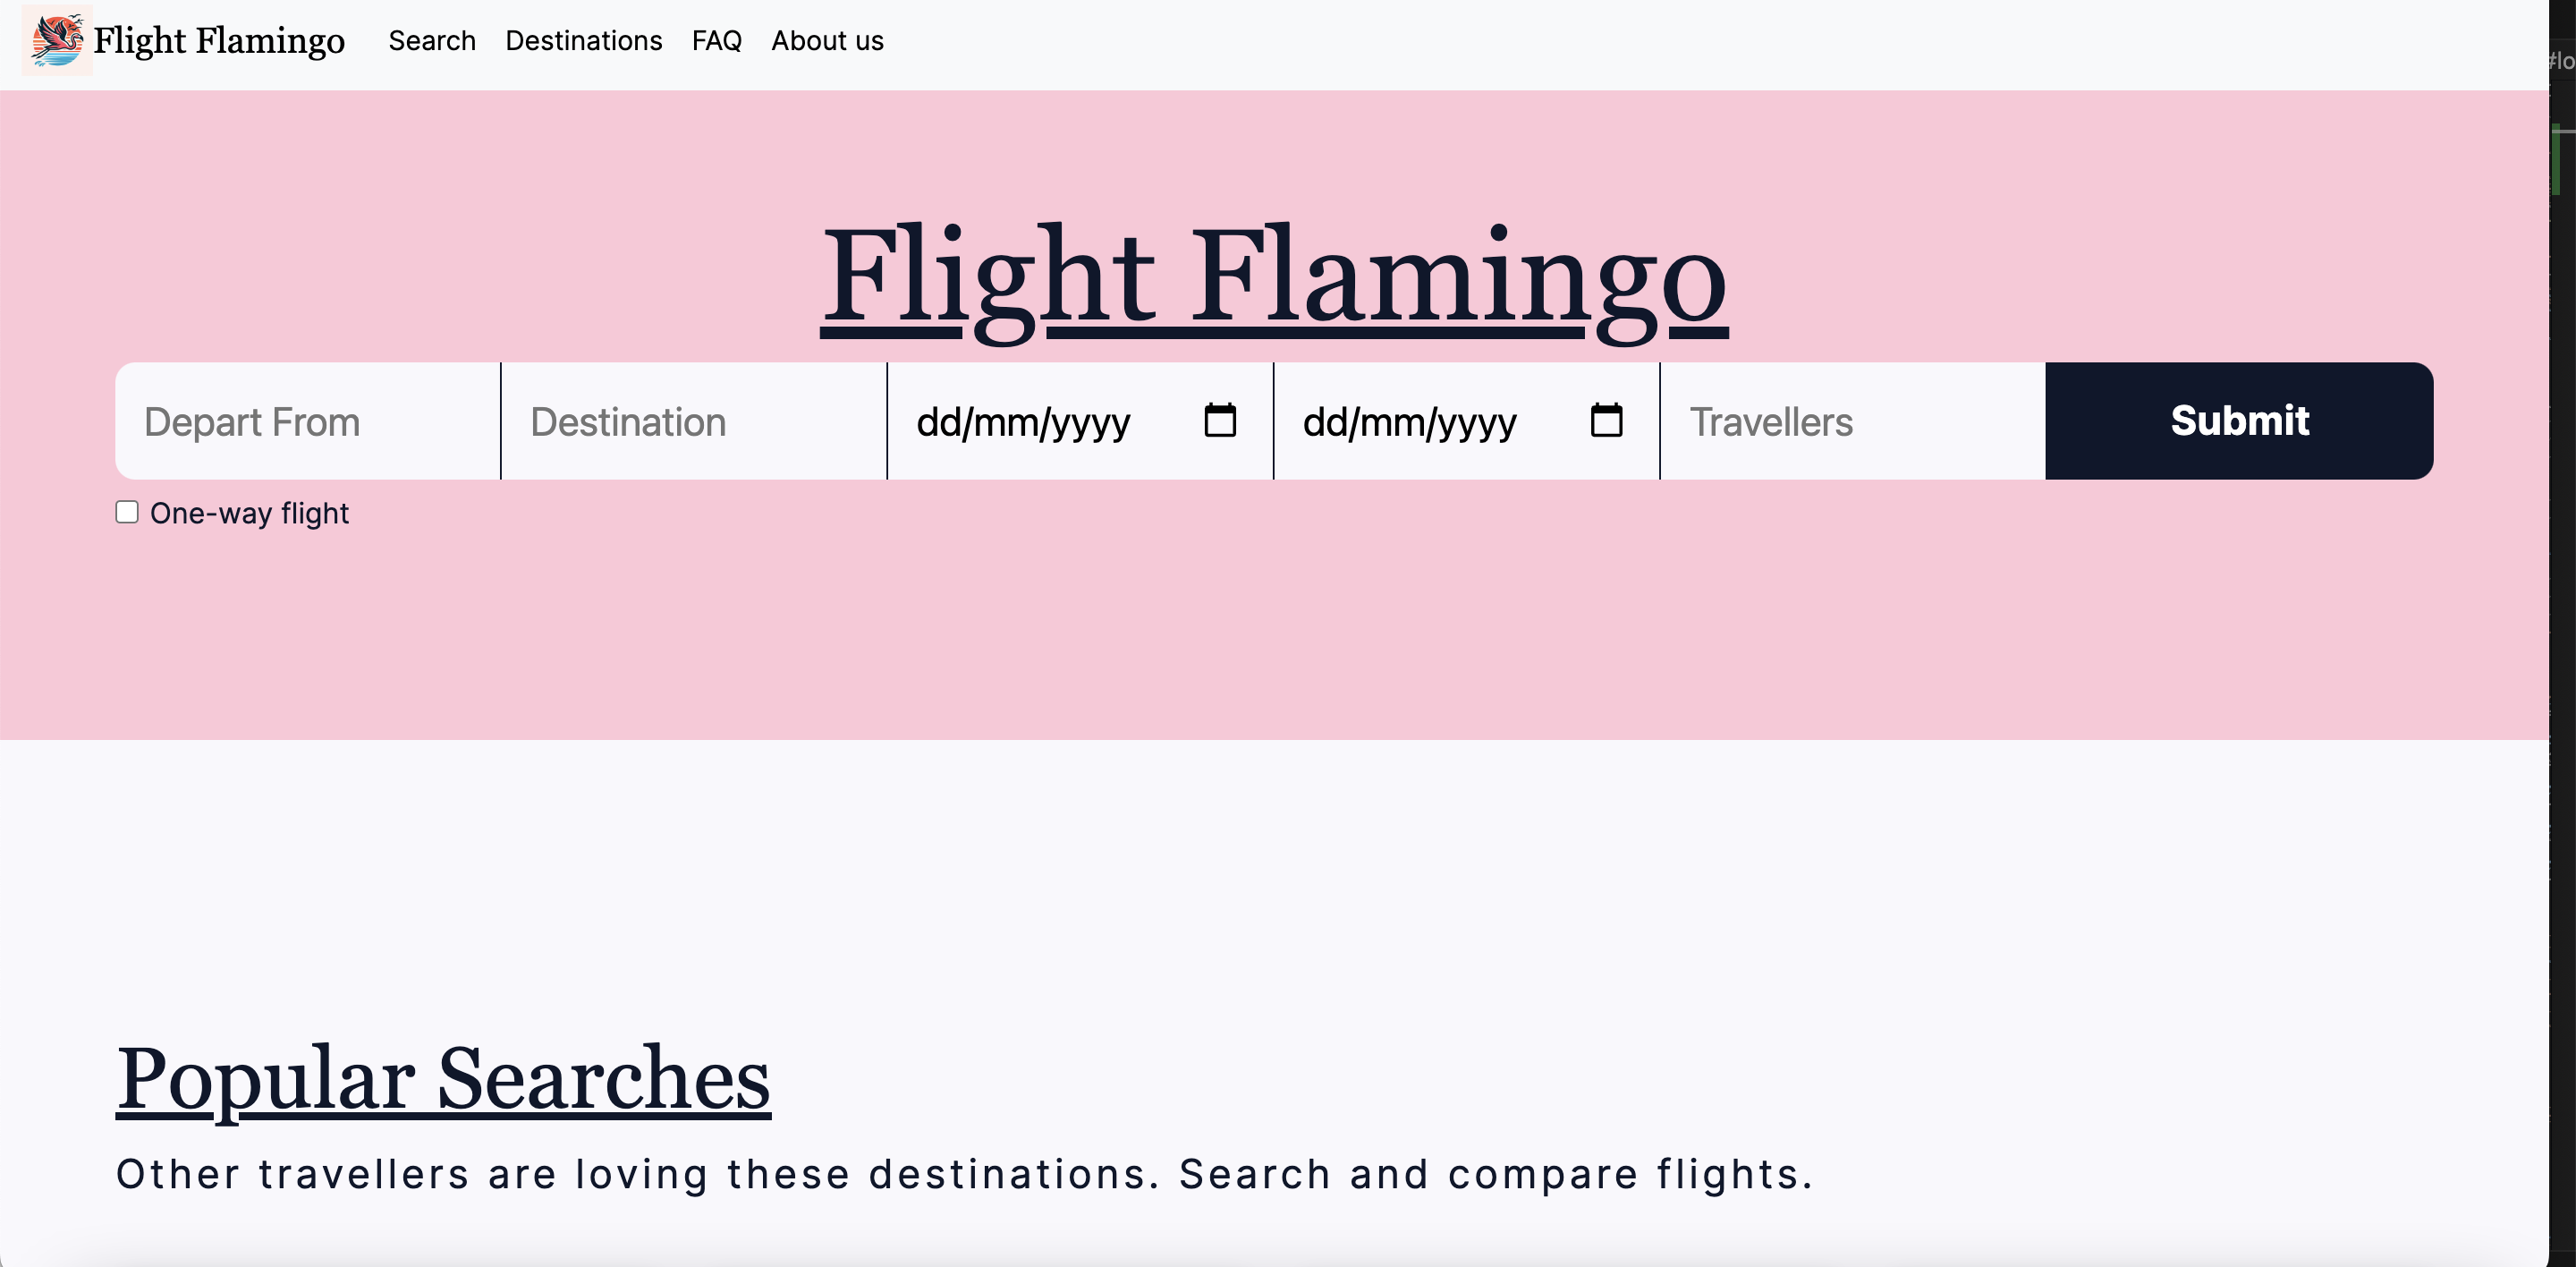 Flight Flamingo Search Destinations FAQ About us
#lo
Flight Flamingo
Depart From Destination dd/mm/yyyy dd/mm/yyyy Travellers Submit
One-way flight
Popular Searches
Other travellers are loving these destinations. Search and compare flights.